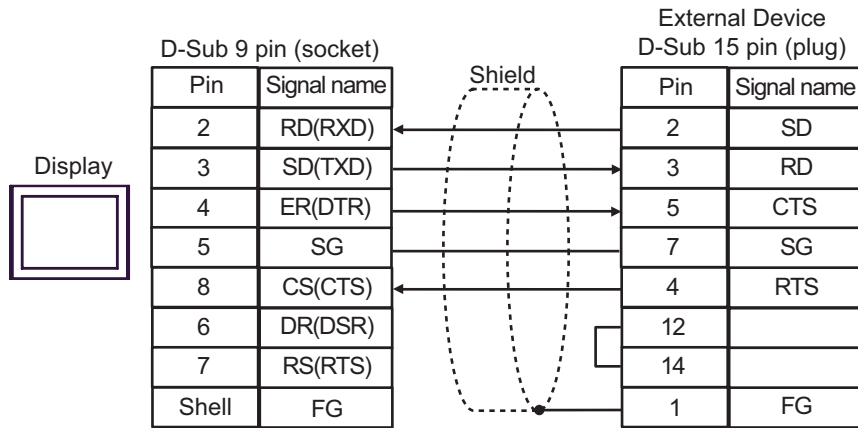 External Device
D-Sub 9 pin (socket) D-Sub 15 pin (plug)
Pin Signal name Shield Pin Signal name
2 RD(RXD) 2 SD
Display 3 SD(TXD) 3 RD
4 ER(DTR) 5 CTS
5 SG 7 SG
8 CS(CTS) 4 RTS
6 DR(DSR) 12
7 RS(RTS) 14
Shell FG 1 FG